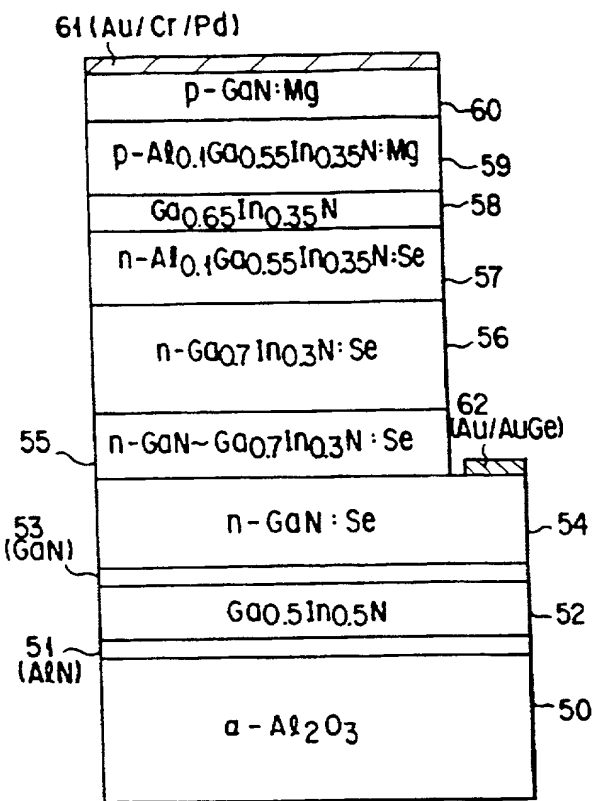 61 (Au/Cr/Pd)
p-GaN:Mg
60
p-Al0.1Ga0.55In0.35N:Mg
59
Ga0.65In0.35N
58
n-Al0.1Ga0.55In0.35N:Se
57
n-Ga0.7In0.3N:Se
56
62
(Au/AuGe)
55
n-GaN~Ga0.7In0.3N:Se
53
(GaN)
n-GaN:Se
54
Ga0.5In0.5N
52
51
(AlN)
a-Al2O3
50